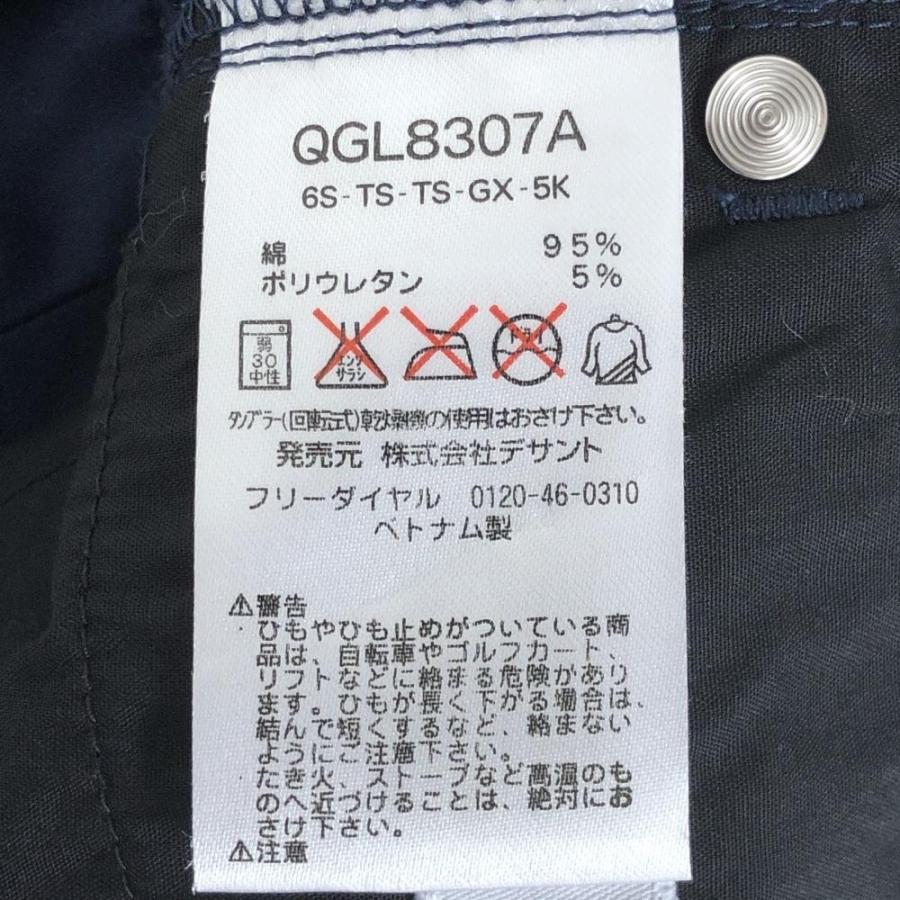 QGL8307A
6S-TS-TS-GX-5K
綿 95%
ポリウレタン 5%
弱
30
中性
エンソ
サラシ
ドライ
タンブラー(回転式)乾燥機の使用はおさけ下さい。
発売元 株式会社デサント
フリーダイヤル 0120-46-0310
ベトナム製
⚠警告
ひもやひも止めがついている商
品は、自転車やゴルフカート、
リフトなどに絡まる危険があり
ます。ひもが長く下がる場合は、
結んで短くするなど、絡まない
ようにご注意下さい。
たき火、ストーブなど高温のも
のへ近づけることは、絶対にお
さけ下さい。
⚠注意